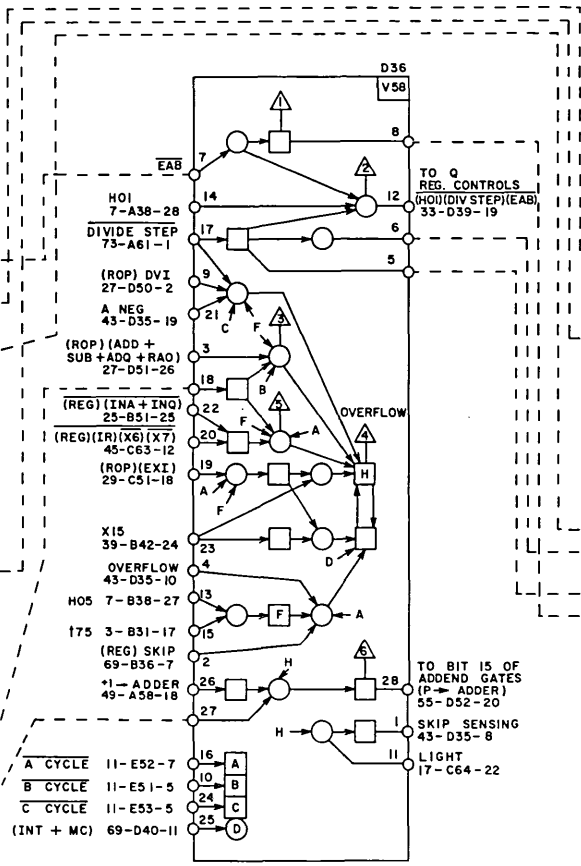 D36
V58
1
8
7
E̅A̅B̅
2
TO Q
REG. CONTROLS
(HO1)(DIV STEP)(EAB)
33-D39-19
12
HO1
7-A38-28
14
DIVIDE STEP
73-A61-1
17
6
5
(ROP) DVI
27-D50-2
9
A NEG
43-D35-19
21
C
F
3
(ROP)(ADD +
SUB+ADQ+RAO)
27-D51-26
3
B
18
(REG)(INA+INQ)
25-B51-25
22
5
F
A
OVERFLOW
4
(REG)(IR)(X6)(X7)
45-C63-12
20
H
(ROP)(EXI)
29-C51-18
19
A
F
X15
39-B42-24
23
D
OVERFLOW
43-D35-10
4
HO5 7-B38-27
13
F
A
↑75 3-B31-17
15
(REG) SKIP
69-B36-7
2
H
6
+1→ADDER
49-A58-18
26
28
TO BIT 15 OF
ADDEND GATES
(P→ ADDER)
55-D52-20
27
H
1
SKIP SENSING
43-D35-8
11
LIGHT
17-C64-22
A CYCLE 11-E52-7
16
A
B CYCLE 11-E51-5
10
B
C CYCLE 11-E53-5
24
C
(INT + MC) 69-D40-11
25
D